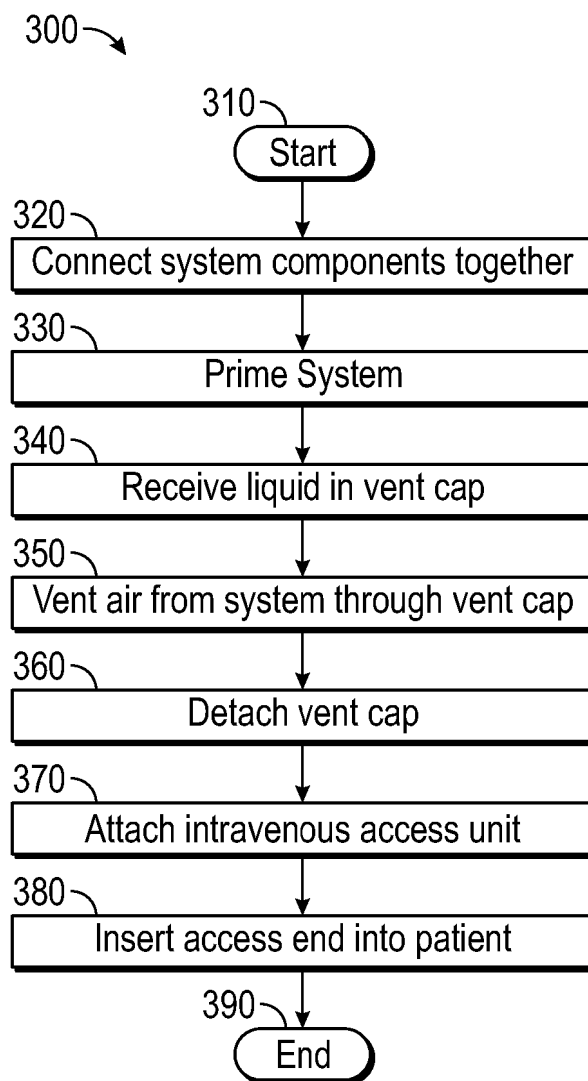 300
310
Start
320
Connect system components together
330
Prime System
340
Receive liquid in vent cap
350
Vent air from system through vent cap
360
Detach vent cap
370
Attach intravenous access unit
380
Insert access end into patient
390
End